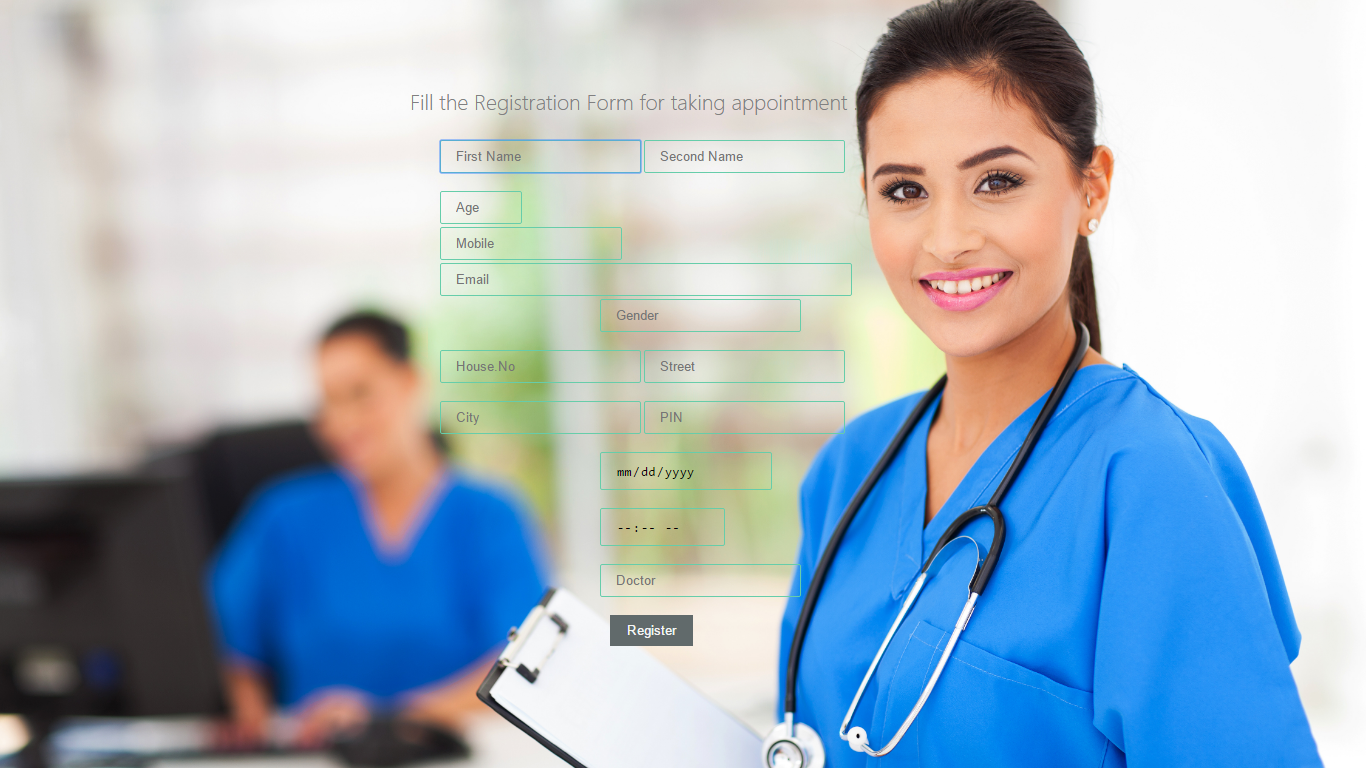 Fill the Registration Form for taking appointment .
First Name Second Name
Age
Mobile
Email
Gender
House.No Street
City PIN
mm/dd/yyyy
--:-- --
Doctor
Register